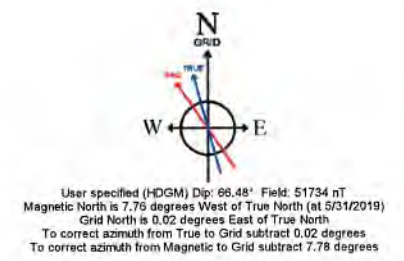 N
GRID
TRUE
MAG
W E
User specified (HDGM) Dip: 66.48° Field: 51734 nT
Magnetic North is 7.76 degrees West of True North (at 5/31/2019)
Grid North is 0.02 degrees East of True North
To correct azimuth from True to Grid subtract 0.02 degrees
To correct azimuth from Magnetic to Grid subtract 7.78 degrees